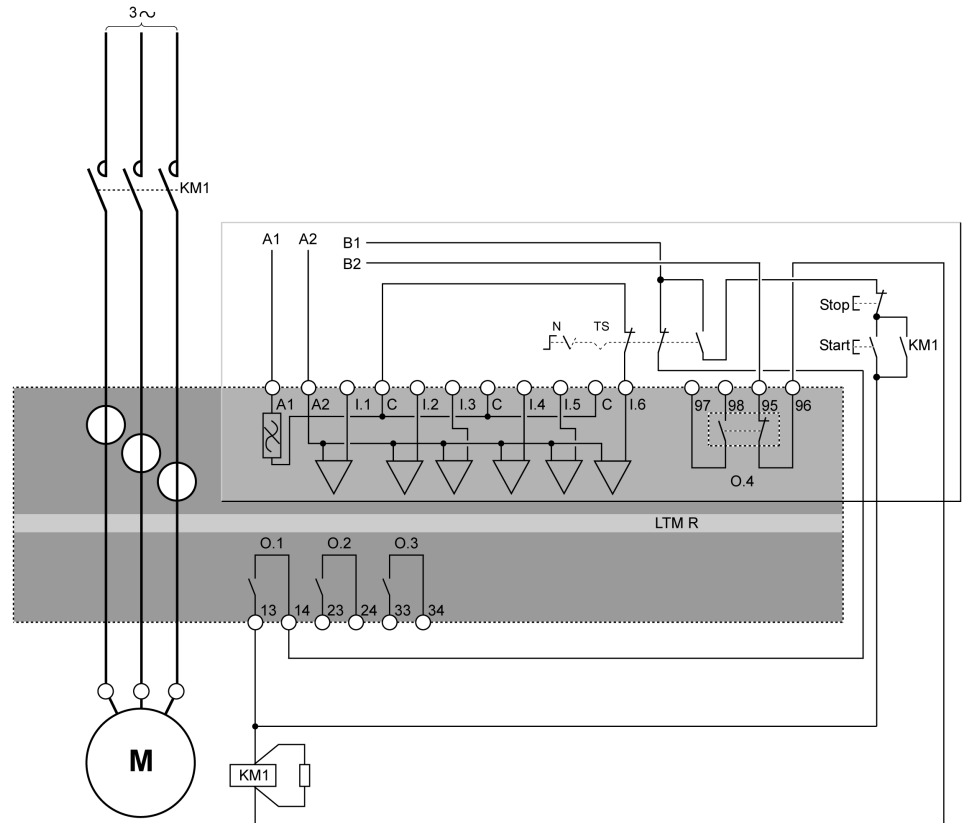 3~
KM1
A1 A2 B1
B2
N TS
Stop
Start KM1
A1 A2 I.1 C I.2 I.3 C I.4 I.5 C I.6 97 98 95 96
O.4
LTM R
O.1 O.2 O.3
13 14 23 24 33 34
M
KM1